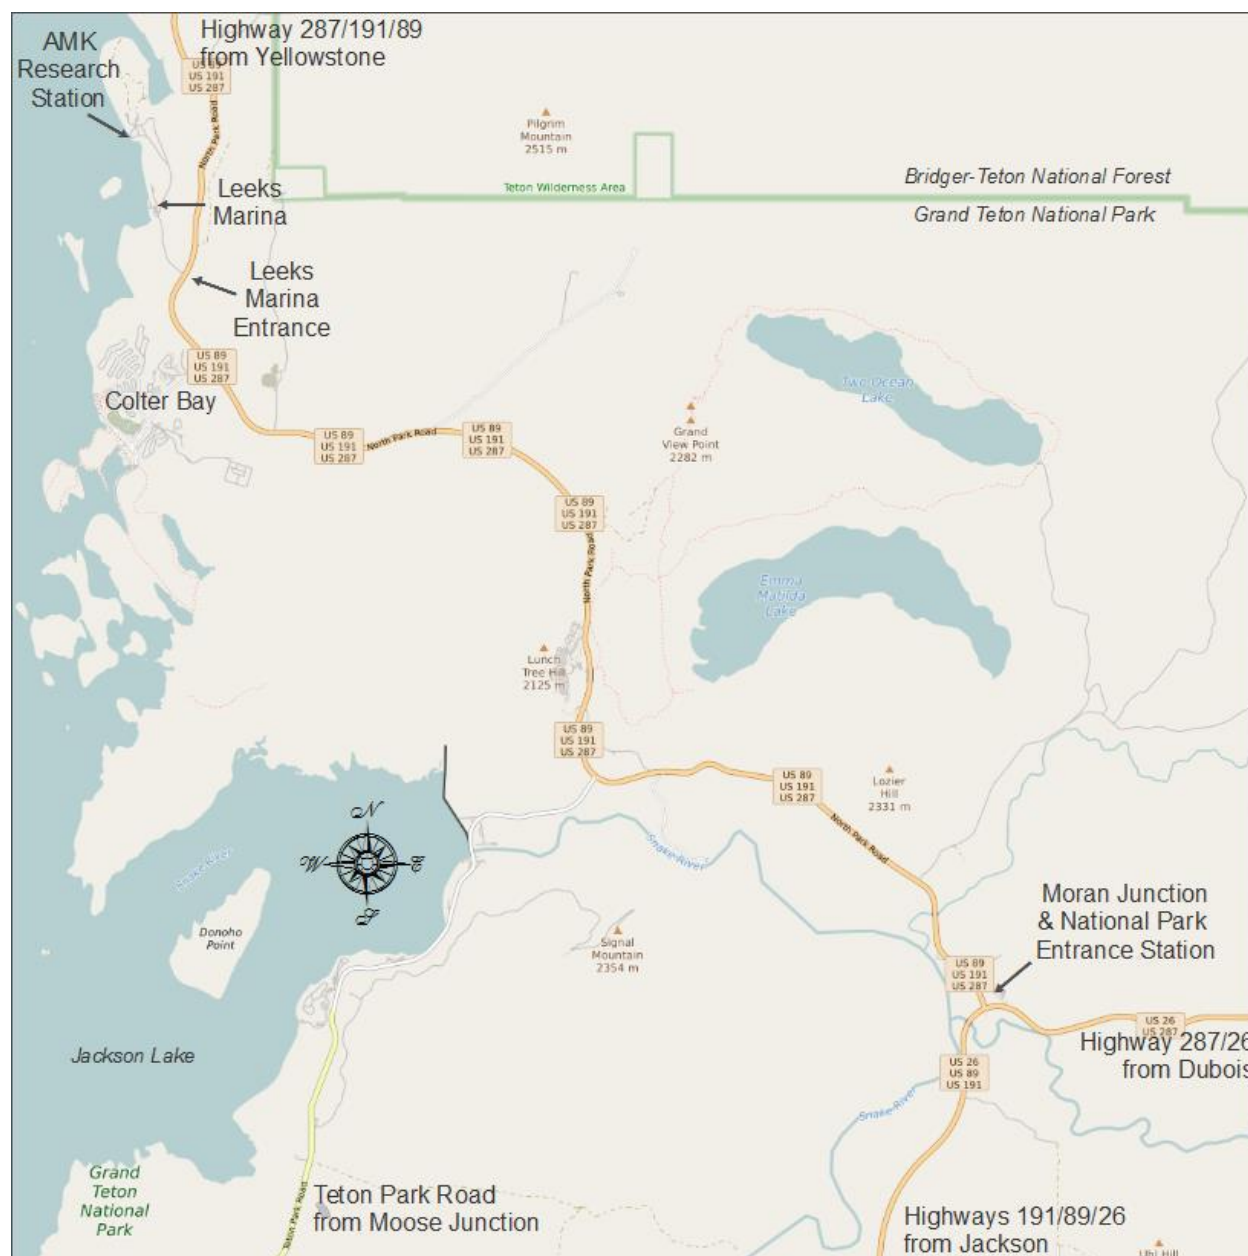 AMK
Research
Station
Highway 287/191/89
from Yellowstone
US 89
US 191
US 287
North Park Road
Pilgrim
Mountain
2515 m
Teton Wilderness Area
Bridger-Teton National Forest
Grand Teton National Park
Leeks
Marina
Leeks
Marina
Entrance
US 89
US 191
US 287
Colter Bay
Two Ocean
Lake
US 89
US 191
US 287
North Park Road
US 89
US 191
US 287
Grand
View Point
2282 m
US 89
US 191
US 287
North Park Road
Emma
Matilda
Lake
Lunch
Tree Hill
2125 m
US 89
US 191
US 287
US 89
US 191
US 287
Lozier
Hill
2331 m
North Park Road
N
W
E
S
Snake River
Snake River
Donoho
Point
Signal
Mountain
2354 m
Moran Junction
& National Park
Entrance Station
US 89
US 191
US 287
US 26
US 287
Highway 287/26
from Dubois
Jackson Lake
US 26
US 89
US 191
Snake River
Grand
Teton
National
Park
Teton Park Road
Teton Park Road
from Moose Junction
Highways 191/89/26
from Jackson
Uhl Hill